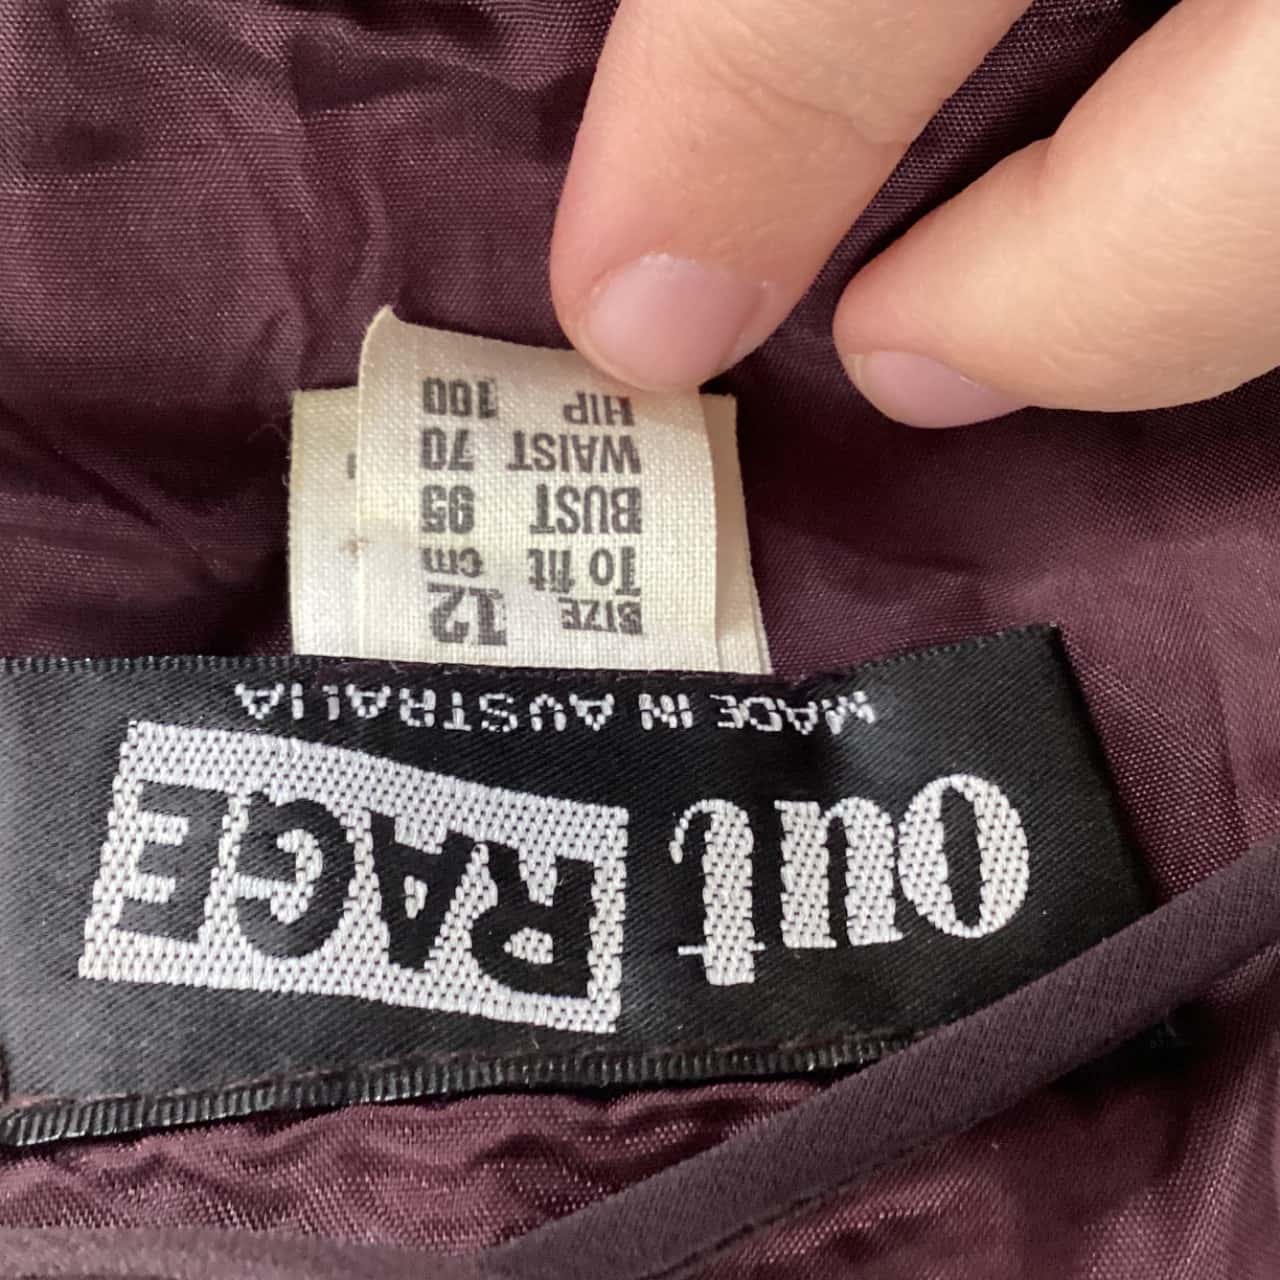 Out RAGE
MADE IN AUSTRALIA
SIZE 12
To fit cm
BUST 95
WAIST 70
HIP 100